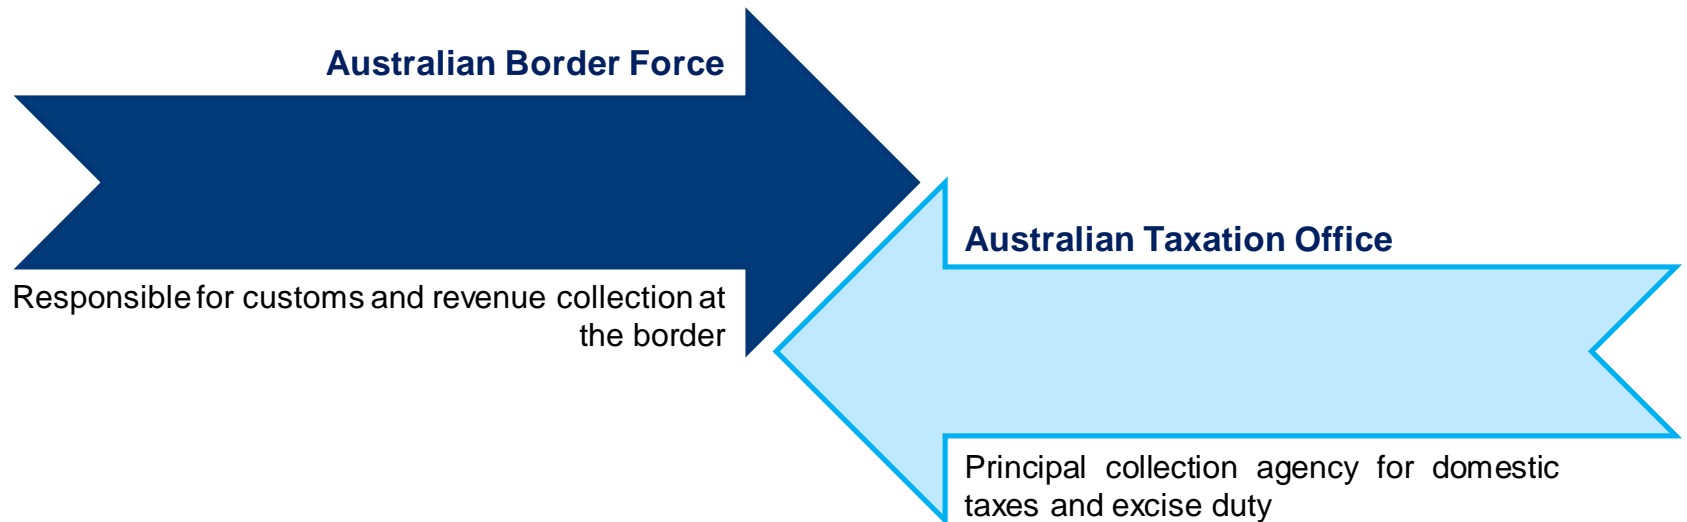 Australian Border Force
Responsible for customs and revenue collection at
the border
Australian Taxation Office
Principal collection agency for domestic
taxes and excise duty